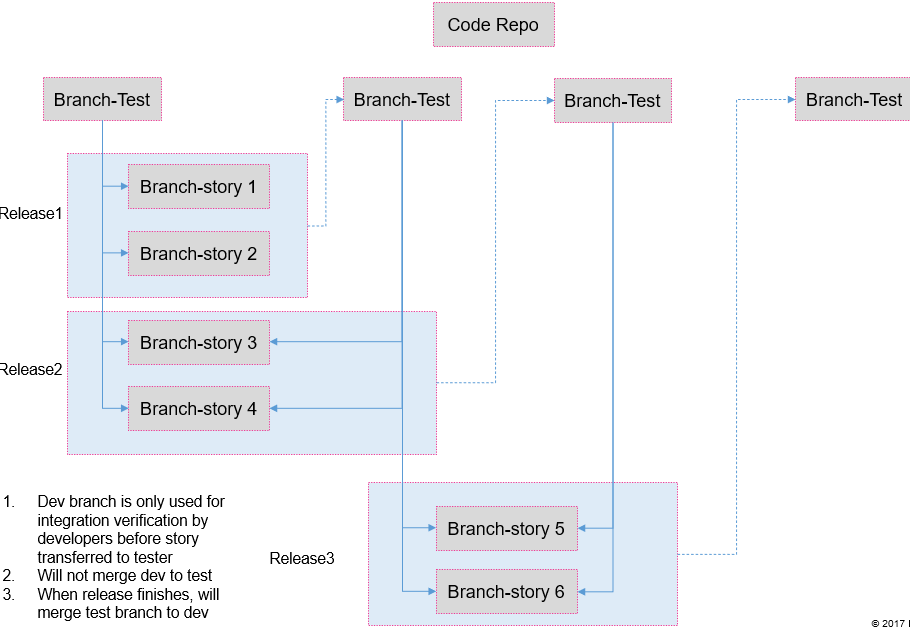 Code Repo
Branch-Test
Branch-Test
Branch-Test
Branch-Test
Branch-story 1
Release1
Branch-story 2
Branch-story 3
Release2
Branch-story 4
1. Dev branch is only used for
integration verification by
developers before story
transferred to tester
2. Will not merge dev to test
3. When release finishes, will
merge test branch to dev
Branch-story 5
Release3
Branch-story 6
© 2017